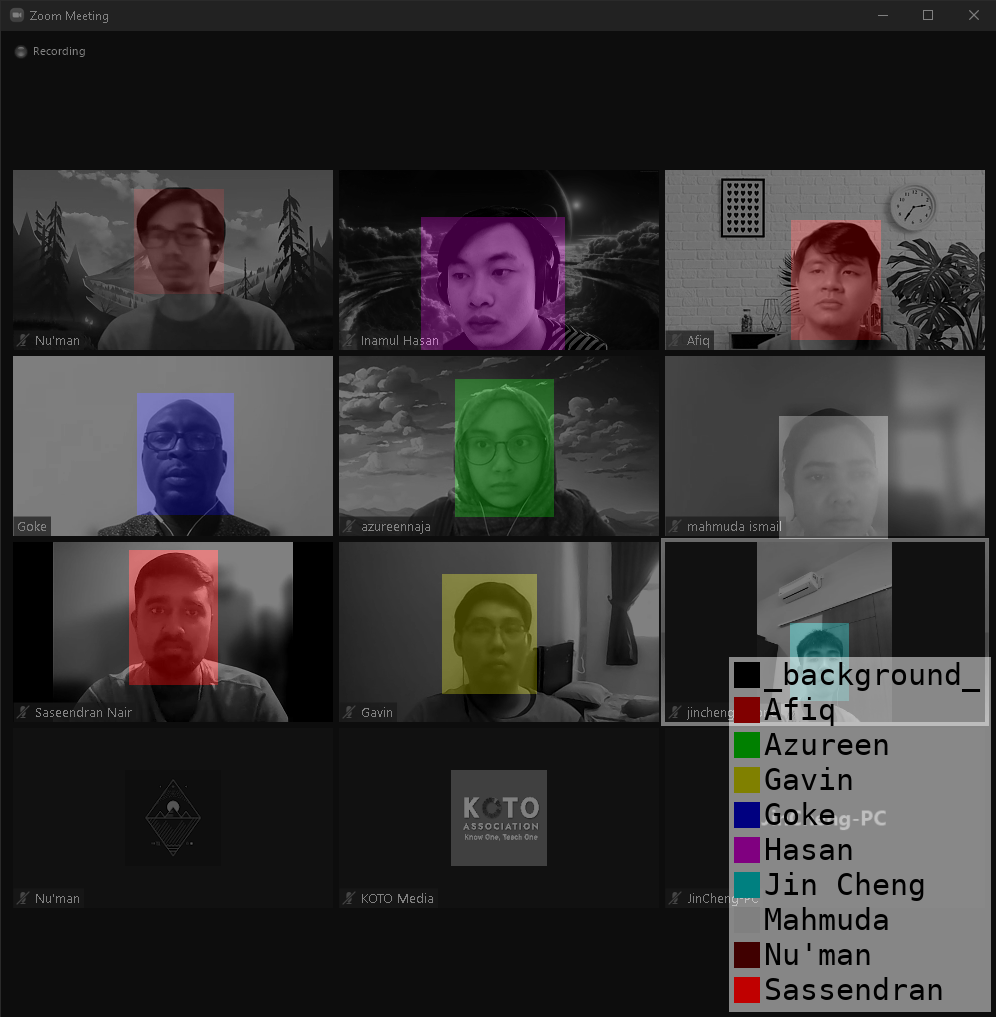 Zoom Meeting
Recording
Nu'man
Inamul Hasan
Afiq
Goke
azureennaja
mahmuda ismail
Saseendran Nair
Gavin
jincheng
_background_
Afiq
Azureen
Gavin
Goke
Hasan
Jin Cheng
Mahmuda
Nu'man
Sassendran
KOTO
ASSOCIATION
Know One, Teach One
JinCheng-PC
Nu'man
KOTO Media
JinCheng-PC